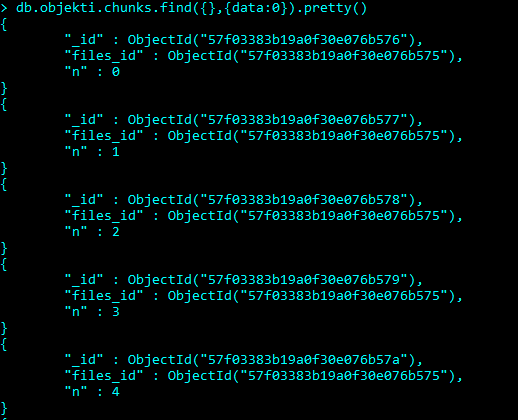 > db.objekti.chunks.find({},{data:0}).pretty()
{
        "_id" : ObjectId("57f03383b19a0f30e076b576"),
        "files_id" : ObjectId("57f03383b19a0f30e076b575"),
        "n" : 0
}
{
        "_id" : ObjectId("57f03383b19a0f30e076b577"),
        "files_id" : ObjectId("57f03383b19a0f30e076b575"),
        "n" : 1
}
{
        "_id" : ObjectId("57f03383b19a0f30e076b578"),
        "files_id" : ObjectId("57f03383b19a0f30e076b575"),
        "n" : 2
}
{
        "_id" : ObjectId("57f03383b19a0f30e076b579"),
        "files_id" : ObjectId("57f03383b19a0f30e076b575"),
        "n" : 3
}
{
        "_id" : ObjectId("57f03383b19a0f30e076b57a"),
        "files_id" : ObjectId("57f03383b19a0f30e076b575"),
        "n" : 4
}